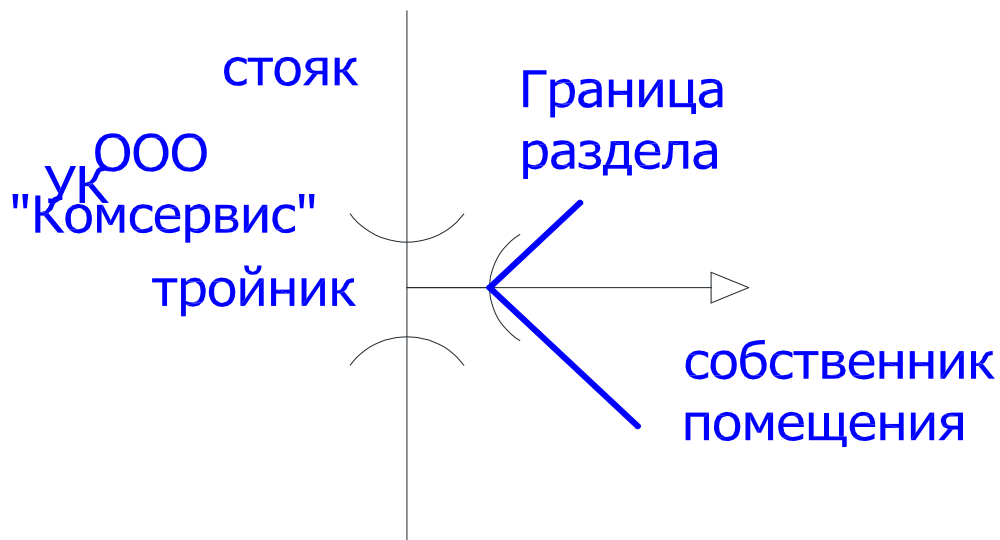 стояк
Граница
раздела
ООО
УК
"Комсервис"
тройник
собственник
помещения